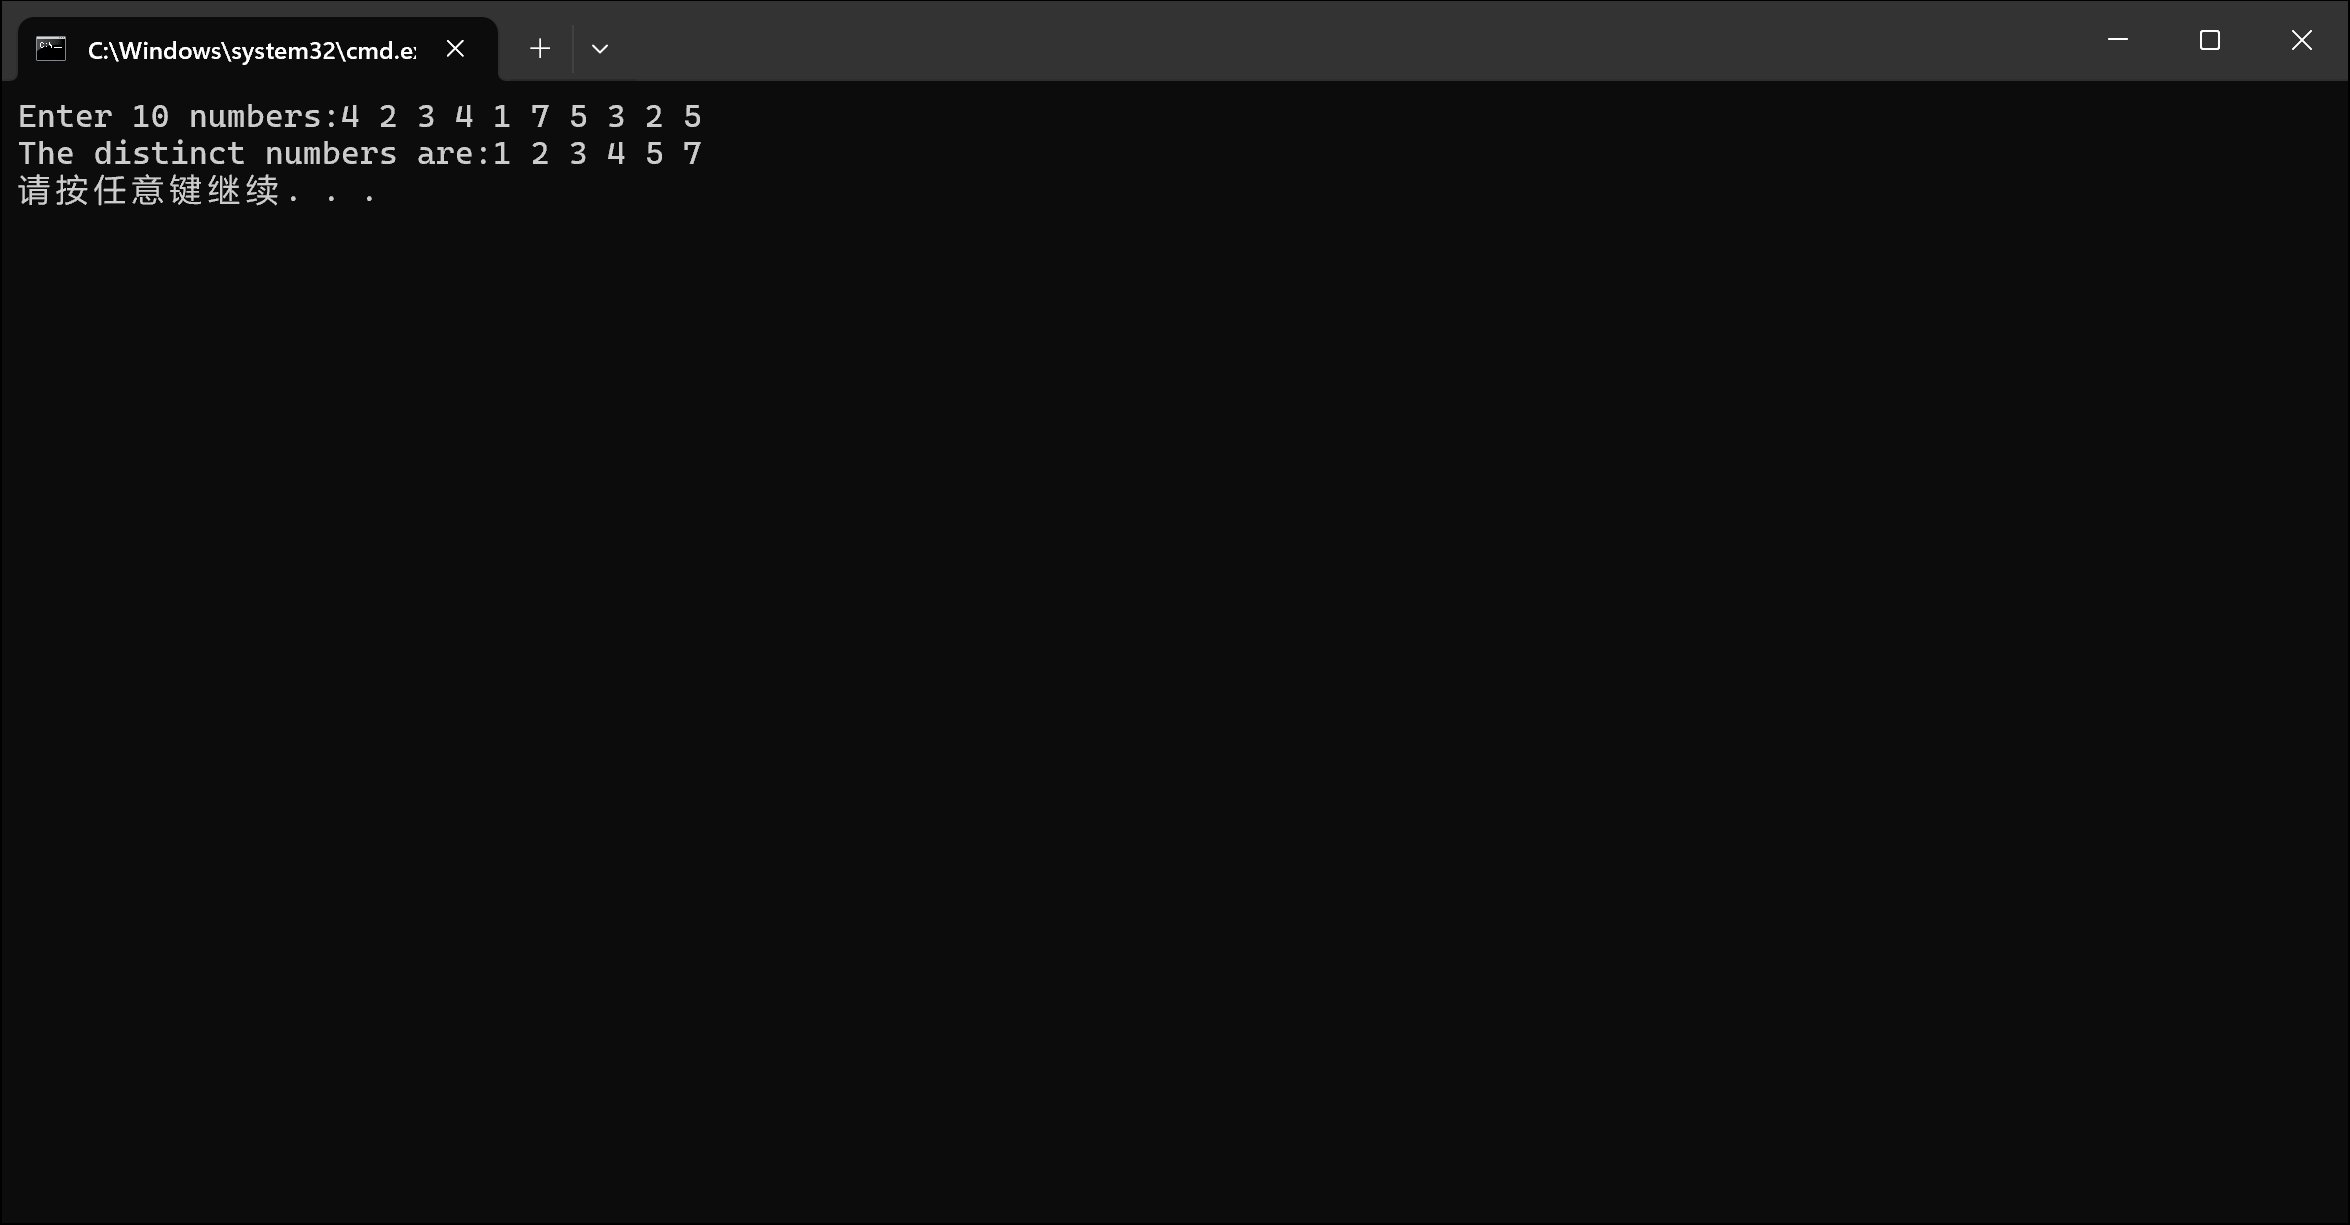 C:\Windows\system32\cmd.e
Enter 10 numbers:4 2 3 4 1 7 5 3 2 5
The distinct numbers are:1 2 3 4 5 7
请按任意键继续. . .